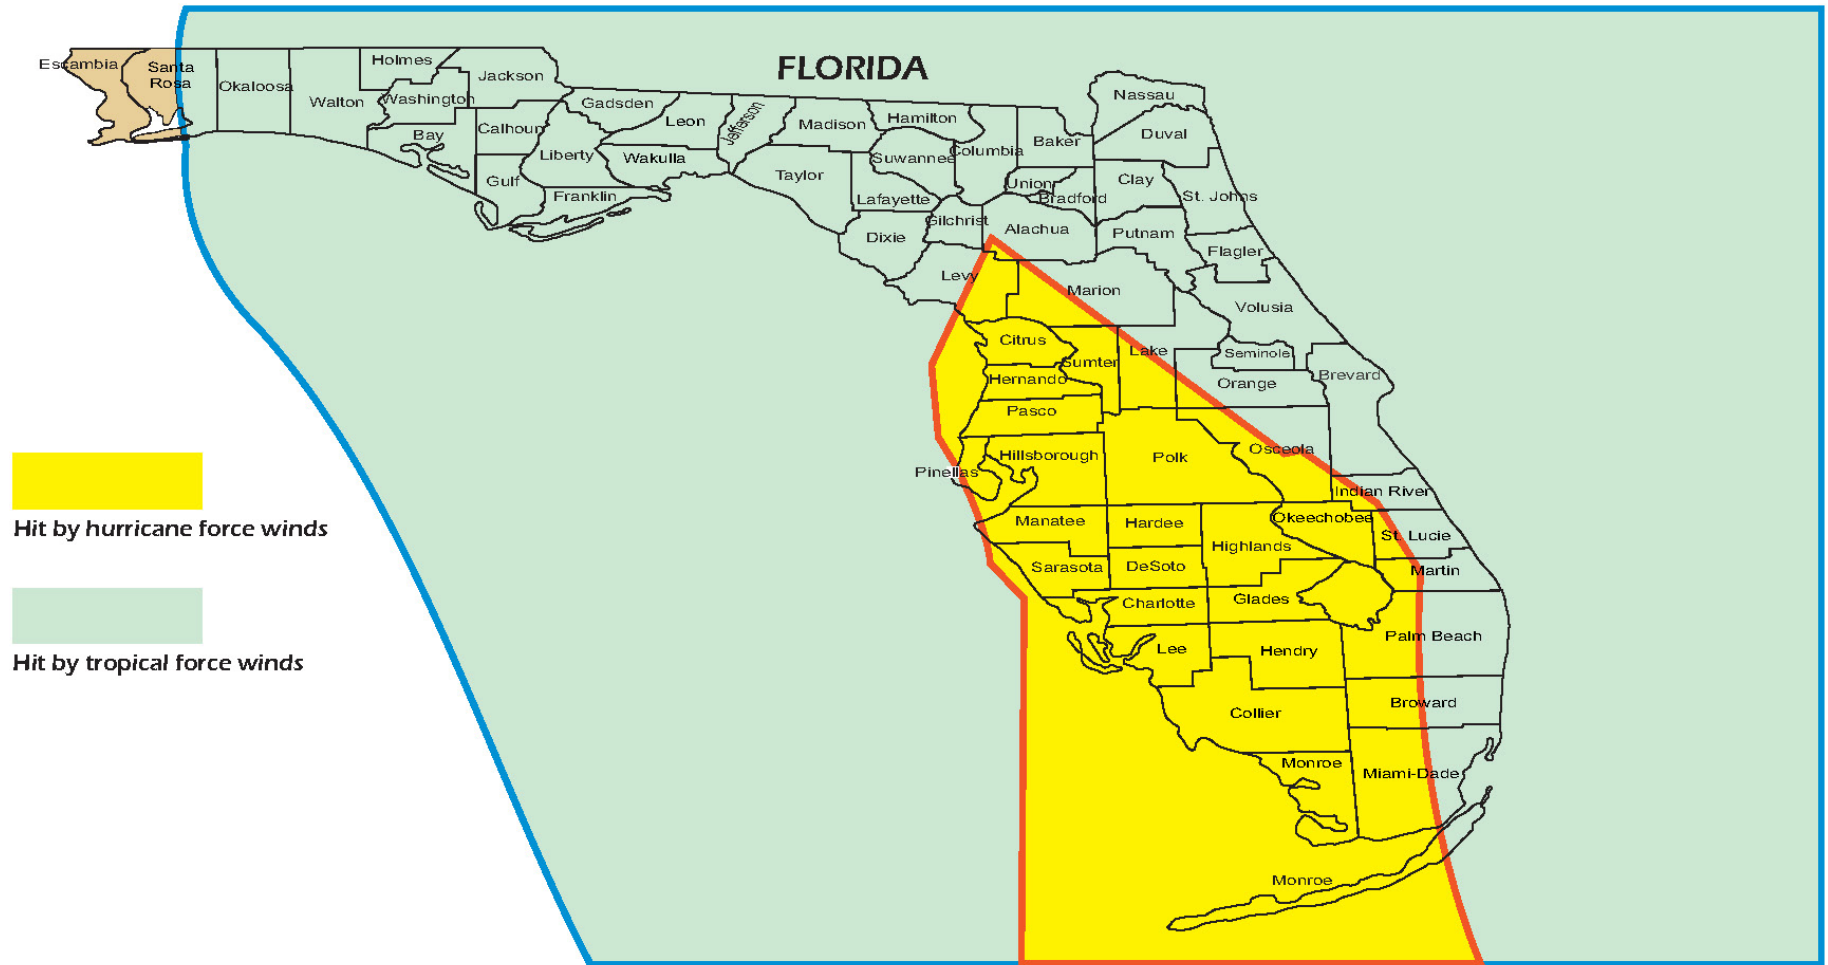 FLORIDA
Escambia
Santa
Rosa
Okaloosa
Walton
Holmes
Washington
Jackson
Bay
Calhoun
Gulf
Gadsden
Liberty
Franklin
Leon
Wakulla
Jefferson
Madison
Taylor
Hamilton
Suwannee
Lafayette
Columbia
Dixie
Gilchrist
Baker
Union
Bradford
Alachua
Nassau
Duval
Clay
St. Johns
Putnam
Flagler
Levy
Marion
Volusia
Citrus
Sumter
Lake
Seminole
Orange
Brevard
Hernando
Pasco
Pinellas
Hillsborough
Polk
Osceola
Indian River
Manatee
Hardee
Highlands
Okeechobee
St. Lucie
Sarasota
DeSoto
Martin
Charlotte
Glades
Lee
Hendry
Palm Beach
Collier
Broward
Monroe
Miami-Dade
Monroe
Hit by hurricane force winds
Hit by tropical force winds